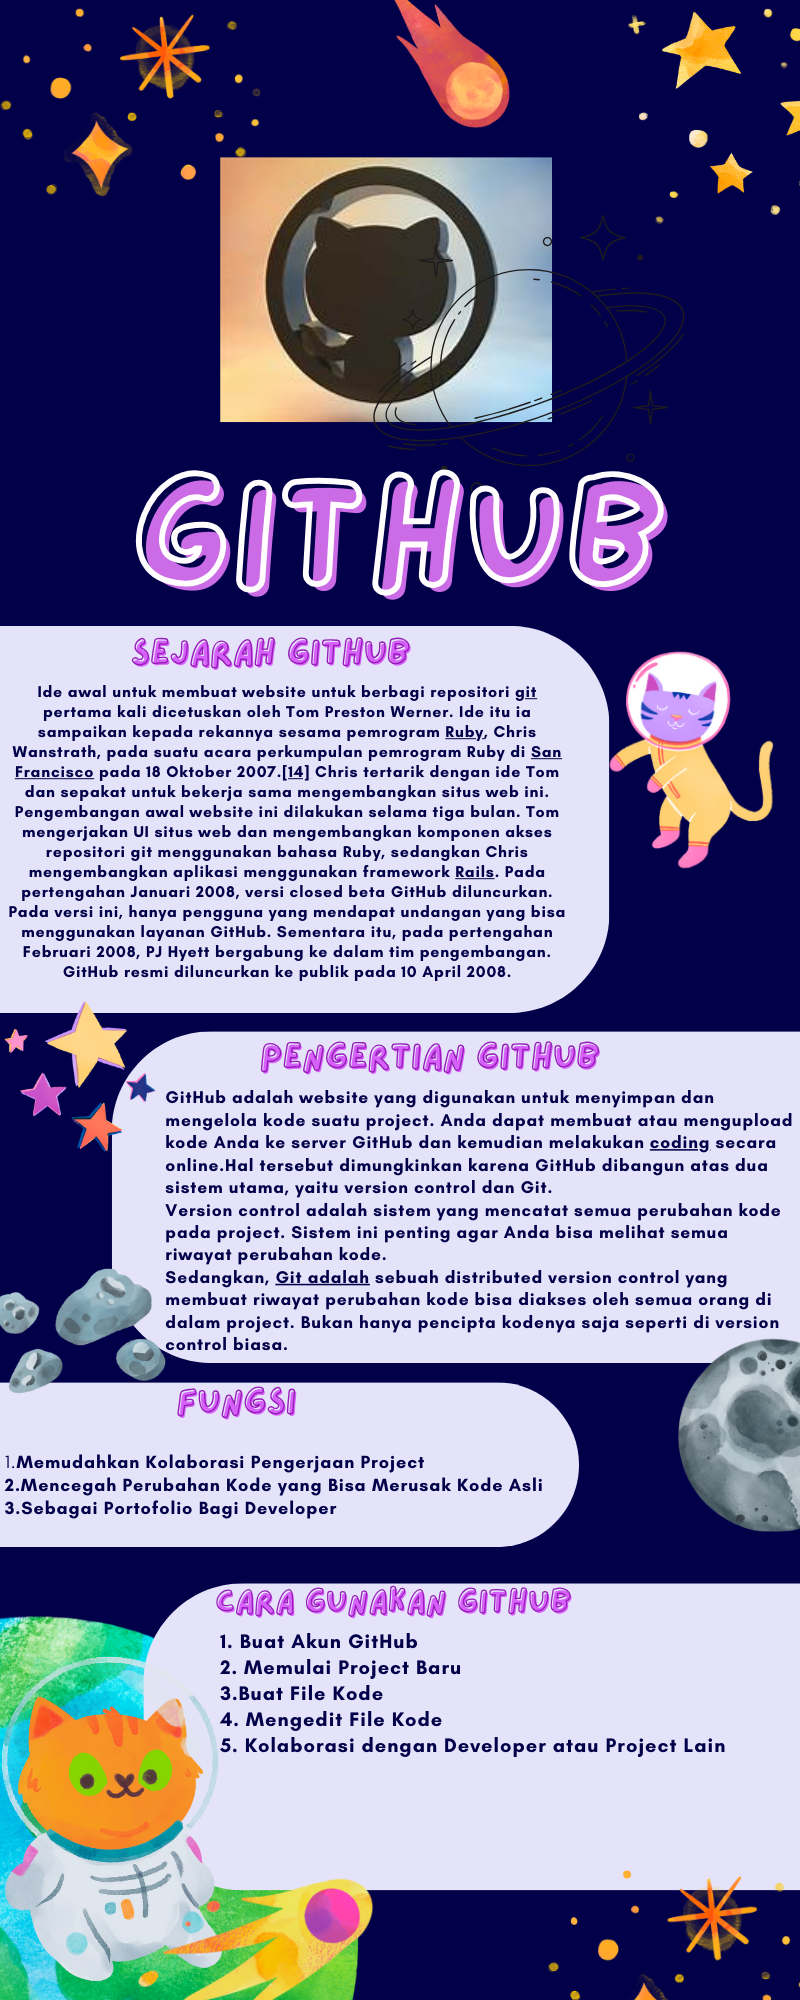 GITHUB
SEJARAH GITHUB
Ide awal untuk membuat website untuk berbagi repositori git
pertama kali dicetuskan oleh Tom Preston Werner. Ide itu ia
sampaikan kepada rekannya sesama pemrogram Ruby, Chris
Wanstrath, pada suatu acara perkumpulan pemrogram Ruby di San
Francisco pada 18 Oktober 2007.[14] Chris tertarik dengan ide Tom
dan sepakat untuk bekerja sama mengembangkan situs web ini.
Pengembangan awal website ini dilakukan selama tiga bulan. Tom
mengerjakan UI situs web dan mengembangkan komponen akses
repositori git menggunakan bahasa Ruby, sedangkan Chris
mengembangkan aplikasi menggunakan framework Rails. Pada
pertengahan Januari 2008, versi closed beta GitHub diluncurkan.
Pada versi ini, hanya pengguna yang mendapat undangan yang bisa
menggunakan layanan GitHub. Sementara itu, pada pertengahan
Februari 2008, PJ Hyett bergabung ke dalam tim pengembangan.
GitHub resmi diluncurkan ke publik pada 10 April 2008.
PENGERTIAN GITHUB
GitHub adalah website yang digunakan untuk menyimpan dan
mengelola kode suatu project. Anda dapat membuat atau mengupload
kode Anda ke server GitHub dan kemudian melakukan coding secara
online.Hal tersebut dimungkinkan karena GitHub dibangun atas dua
sistem utama, yaitu version control dan Git.
Version control adalah sistem yang mencatat semua perubahan kode
pada project. Sistem ini penting agar Anda bisa melihat semua
riwayat perubahan kode.
Sedangkan, Git adalah sebuah distributed version control yang
membuat riwayat perubahan kode bisa diakses oleh semua orang di
dalam project. Bukan hanya pencipta kodenya saja seperti di version
control biasa.
FUNGSI
1.Memudahkan Kolaborasi Pengerjaan Project
2.Mencegah Perubahan Kode yang Bisa Merusak Kode Asli
3.Sebagai Portofolio Bagi Developer
CARA GUNAKAN GITHUB
1. Buat Akun GitHub
2. Memulai Project Baru
3.Buat File Kode
4. Mengedit File Kode
5. Kolaborasi dengan Developer atau Project Lain